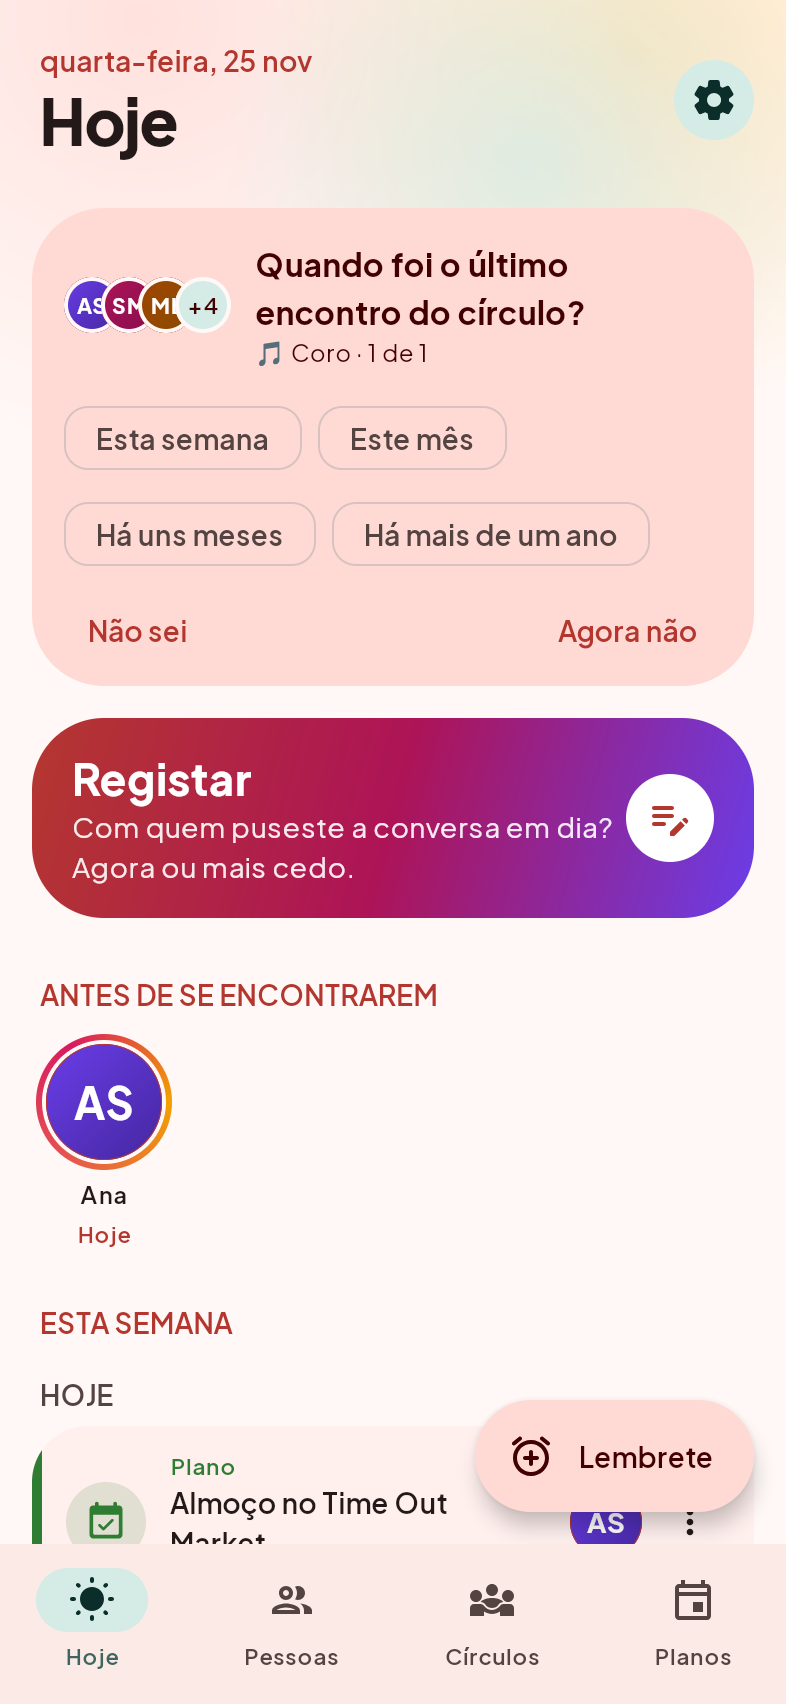 quarta-feira, 25 nov
Hoje
Quando foi o último
encontro do círculo?
AS SM +4
Coro · 1 de 1
Esta semana Este mês
Há uns meses Há mais de um ano
Não sei Agora não
Registar
Com quem puseste a conversa em dia?
Agora ou mais cedo.
ANTES DE SE ENCONTRAREM
AS
Ana
Hoje
ESTA SEMANA
HOJE
Plano
Almoço no Time Out
Market
AS
Lembrete
Hoje Pessoas Círculos Planos